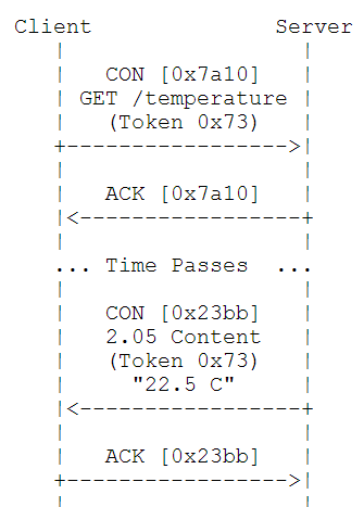 Client Server
CON [0x7a10]
GET /temperature
(Token 0x73)
ACK [0x7a10]
... Time Passes ...
CON [0x23bb]
2.05 Content
(Token 0x73)
"22.5 C"
ACK [0x23bb]